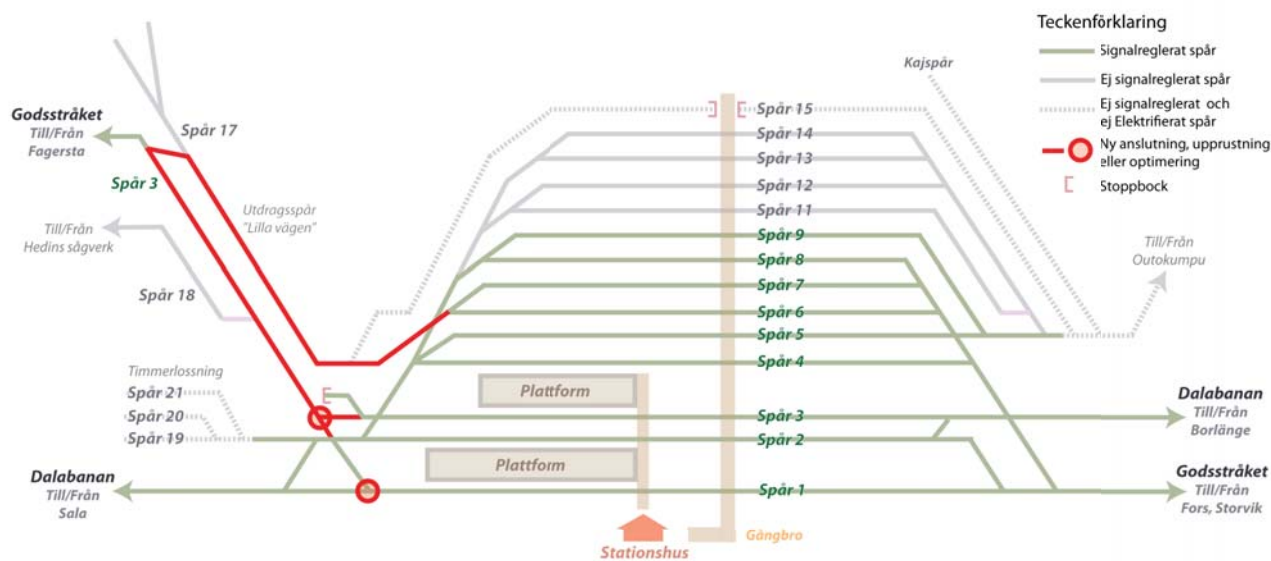 Teckenförklaring
Signalreglerat spår
Ej signalreglerat spår
Ej signalreglerat och
ej Elektrifierat spår
Ny anslutning, upprustning
eller optimering
Stoppbock
Kajspår
Godsstråket
Till/Från
Fagersta
Spår 17
Spår 3
Utdragsspår
"Lilla vägen"
Till/Från
Hedins sågverk
Spår 18
Spår 15
Spår 14
Spår 13
Spår 12
Spår 11
Spår 9
Spår 8
Spår 7
Spår 6
Spår 5
Spår 4
Till/Från
Outokumpu
Timmerlossning
Spår 21
Spår 20
Spår 19
Plattform
Spår 3
Spår 2
Dalabanan
Till/Från
Borlänge
Plattform
Dalabanan
Till/Från
Sala
Spår 1
Godsstråket
Till/Från
Fors, Storvik
Stationshus
Gångbro